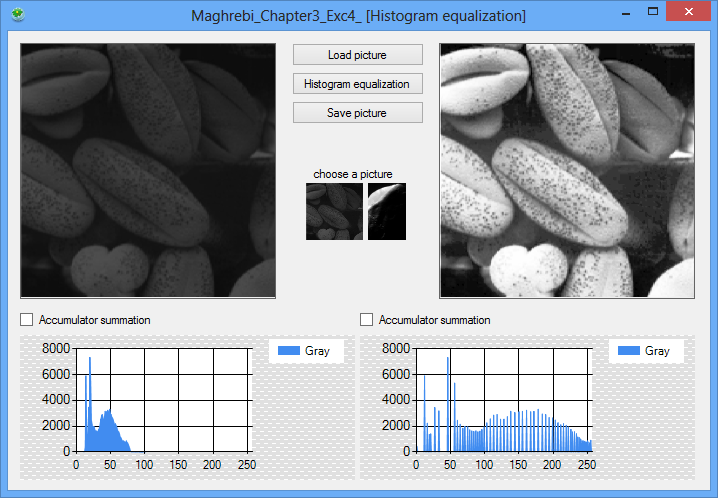 Maghrebi_Chapter3_Exc4_ [Histogram equalization]
Load picture
Histogram equalization
Save picture
choose a picture
Accumulator summation
Accumulator summation
8000
6000
4000
2000
0
0 50 100 150 200 250
Gray
8000
6000
4000
2000
0
0 50 100 150 200 250
Gray